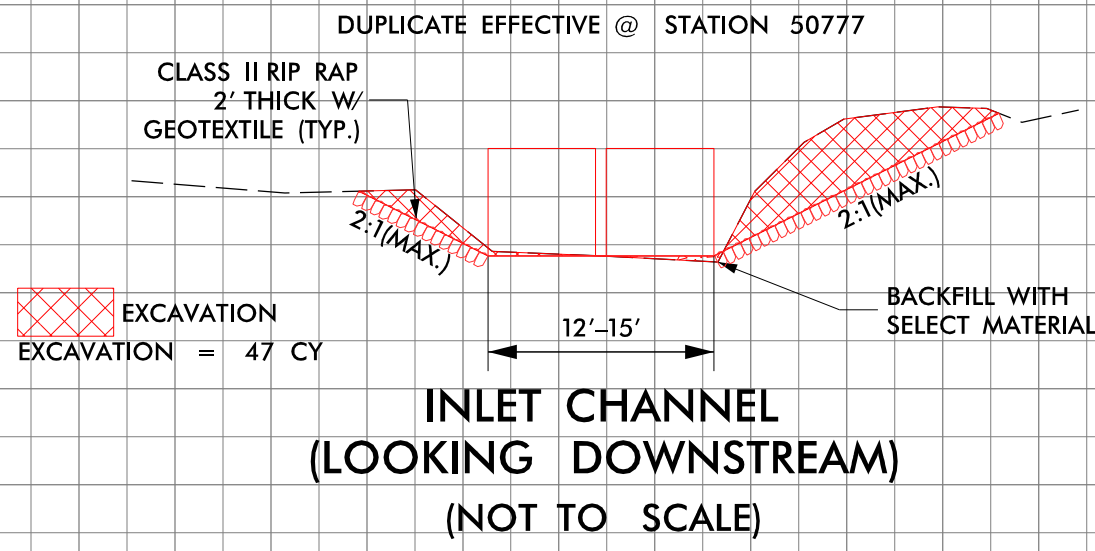 DUPLICATE EFFECTIVE @ STATION 50777
CLASS II RIP RAP
2' THICK W/
GEOTEXTILE (TYP.)
2:1(MAX.)
2:1(MAX.)
EXCAVATION
EXCAVATION = 47 CY
12'–15'
BACKFILL WITH
SELECT MATERIAL
INLET CHANNEL
(LOOKING DOWNSTREAM)
(NOT TO SCALE)